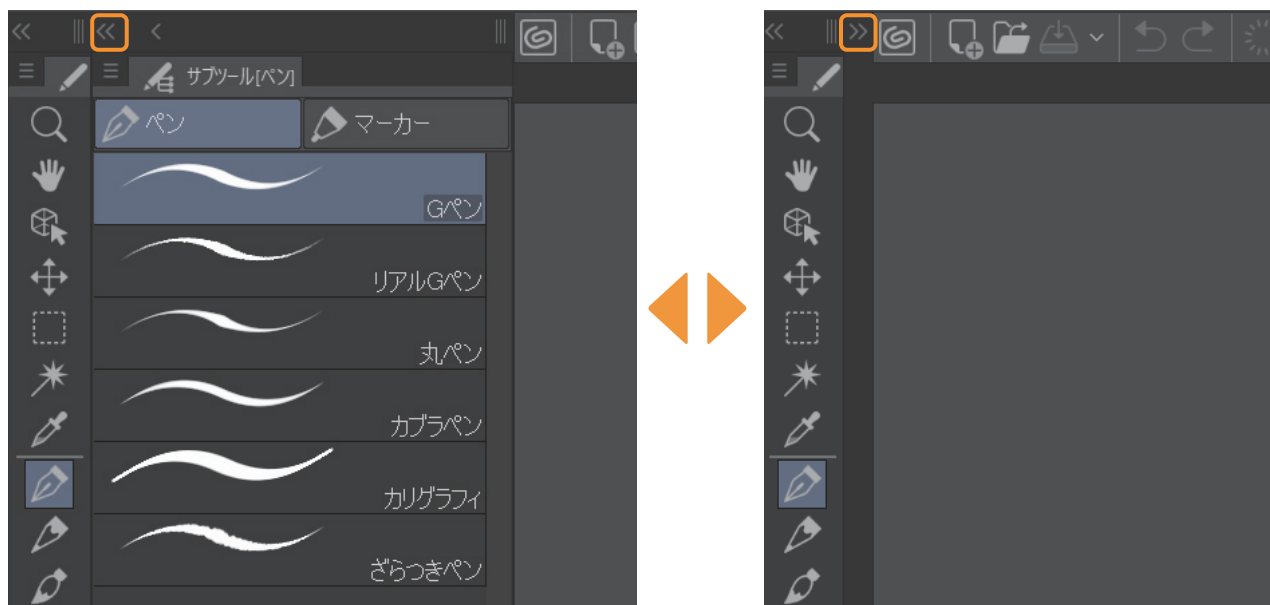 サブツール[ペン]
ペン
マーカー
Gペン
リアルGペン
丸ペン
カブラペン
カリグラフィ
ざらつきペン